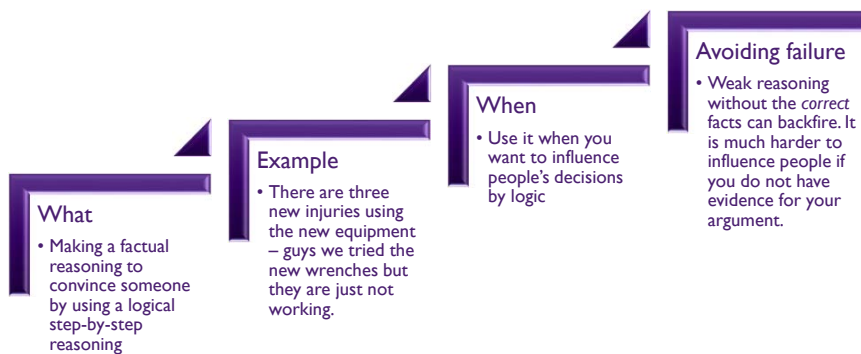 What
• Making a factual
reasoning to
convince someone
by using a logical
step-by-step
reasoning
Example
• There are three
new injuries using
the new equipment
– guys we tried the
new wrenches but
they are just not
working.
When
• Use it when you
want to influence
people's decisions
by logic
Avoiding failure
• Weak reasoning
without the correct
facts can backfire. It
is much harder to
influence people if
you do not have
evidence for your
argument.